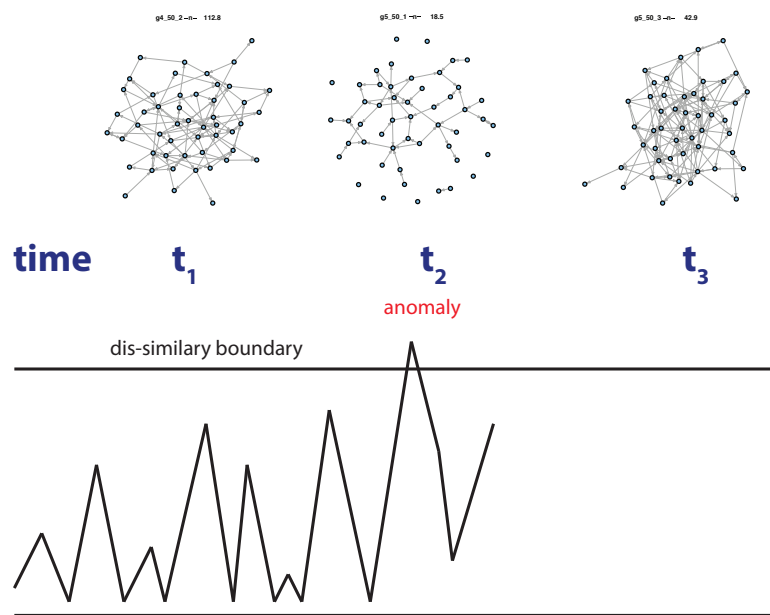 g4_50_2 --n-- 112.8
g5_50_1 --n-- 18.5
g5_50_3 --n-- 42.9
time t1 t2 t3
anomaly
dis-similary boundary